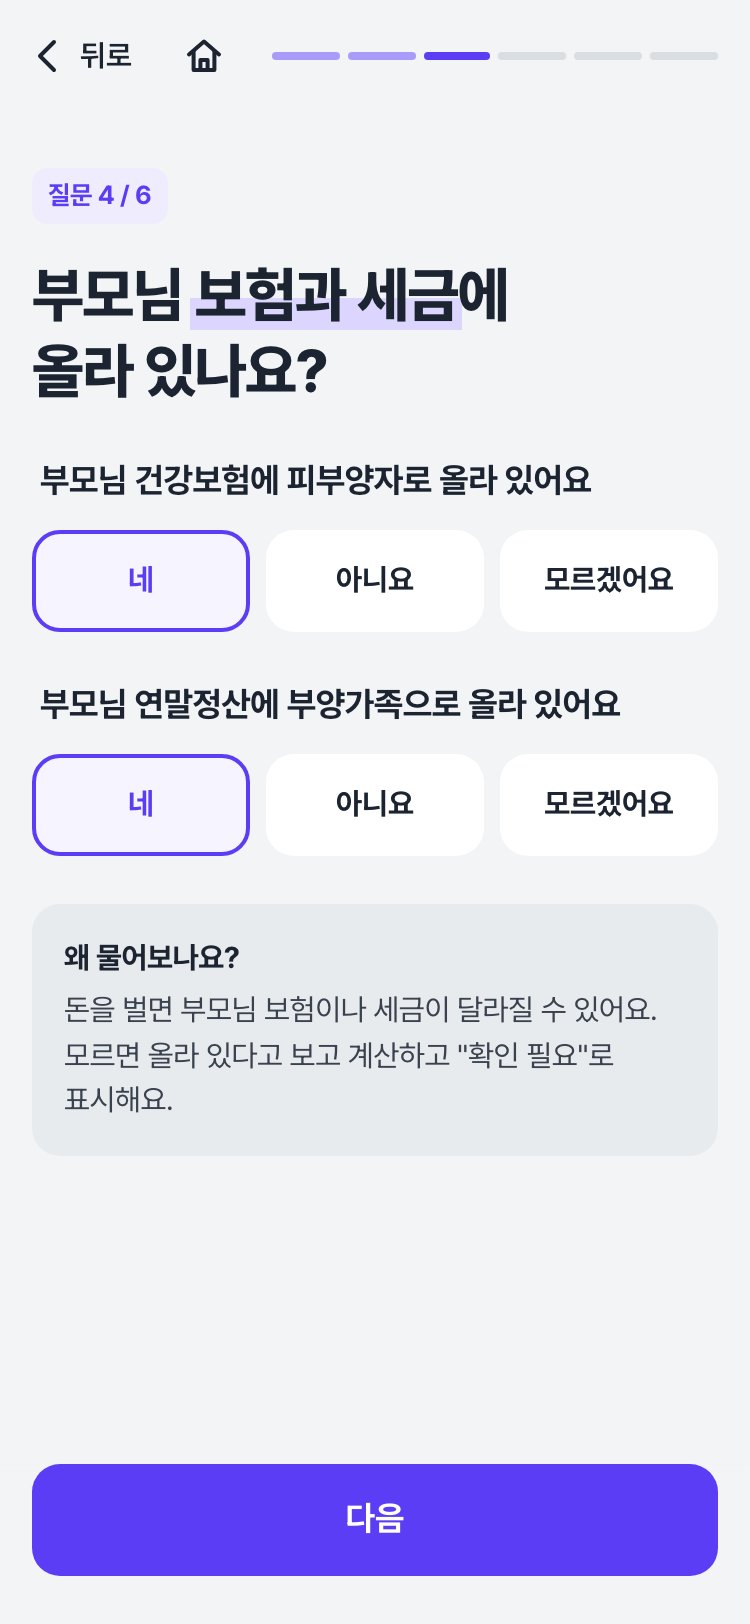 뒤로
질문 4 / 6
부모님 보험과 세금에
올라 있나요?
부모님 건강보험에 피부양자로 올라 있어요
네 아니요 모르겠어요
부모님 연말정산에 부양가족으로 올라 있어요
네 아니요 모르겠어요
왜 물어보나요?
돈을 벌면 부모님 보험이나 세금이 달라질 수 있어요.
모르면 올라 있다고 보고 계산하고 "확인 필요"로
표시해요.
다음